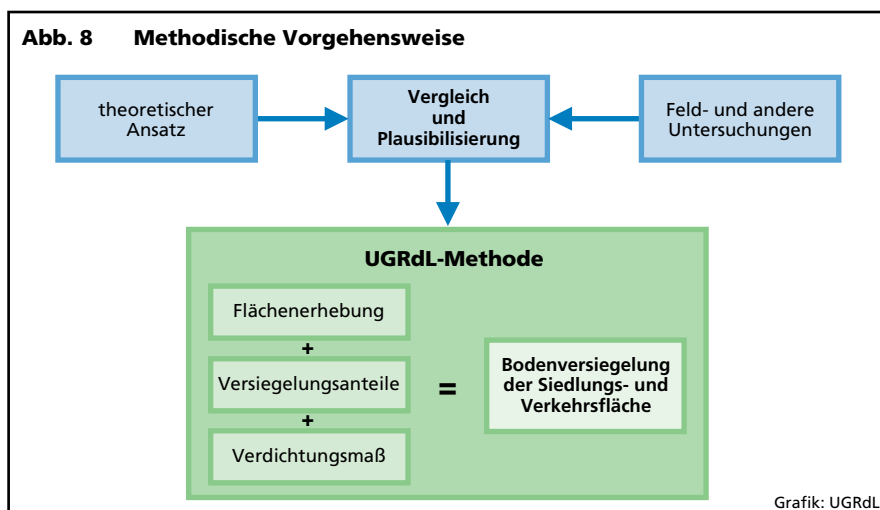 Abb. 8 Methodische Vorgehensweise
theoretischer
Ansatz
Vergleich
und
Plausibilisierung
Feld- und andere
Untersuchungen
UGRdL-Methode
Flächenerhebung
+
Versiegelungsanteile
+
Verdichtungsmaß
=
Bodenversiegelung
der Siedlungs- und
Verkehrsfläche
Grafik: UGRdL